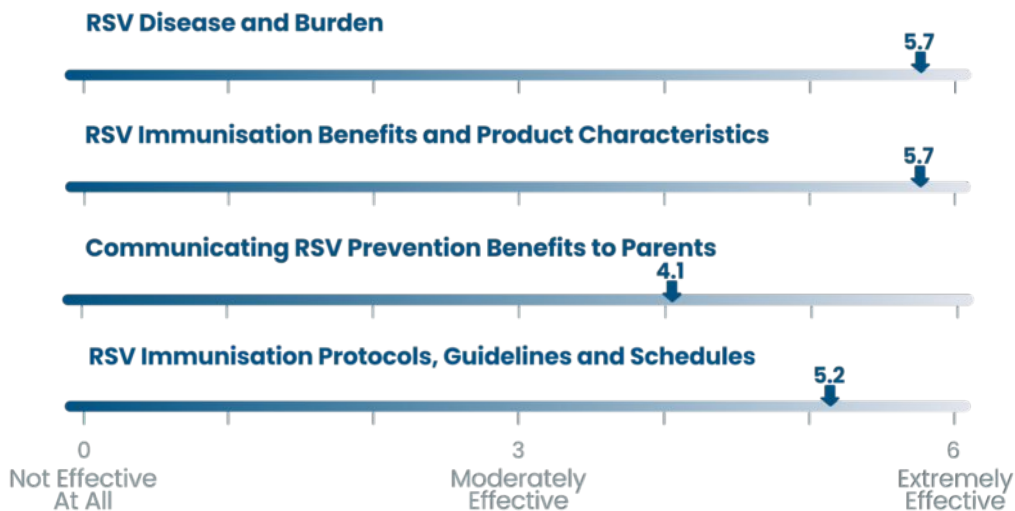 RSV Disease and Burden
5.7
RSV Immunisation Benefits and Product Characteristics
5.7
Communicating RSV Prevention Benefits to Parents
4.1
RSV Immunisation Protocols, Guidelines and Schedules
5.2
0 3 6
Not Effective Moderately Extremely
At All Effective Effective